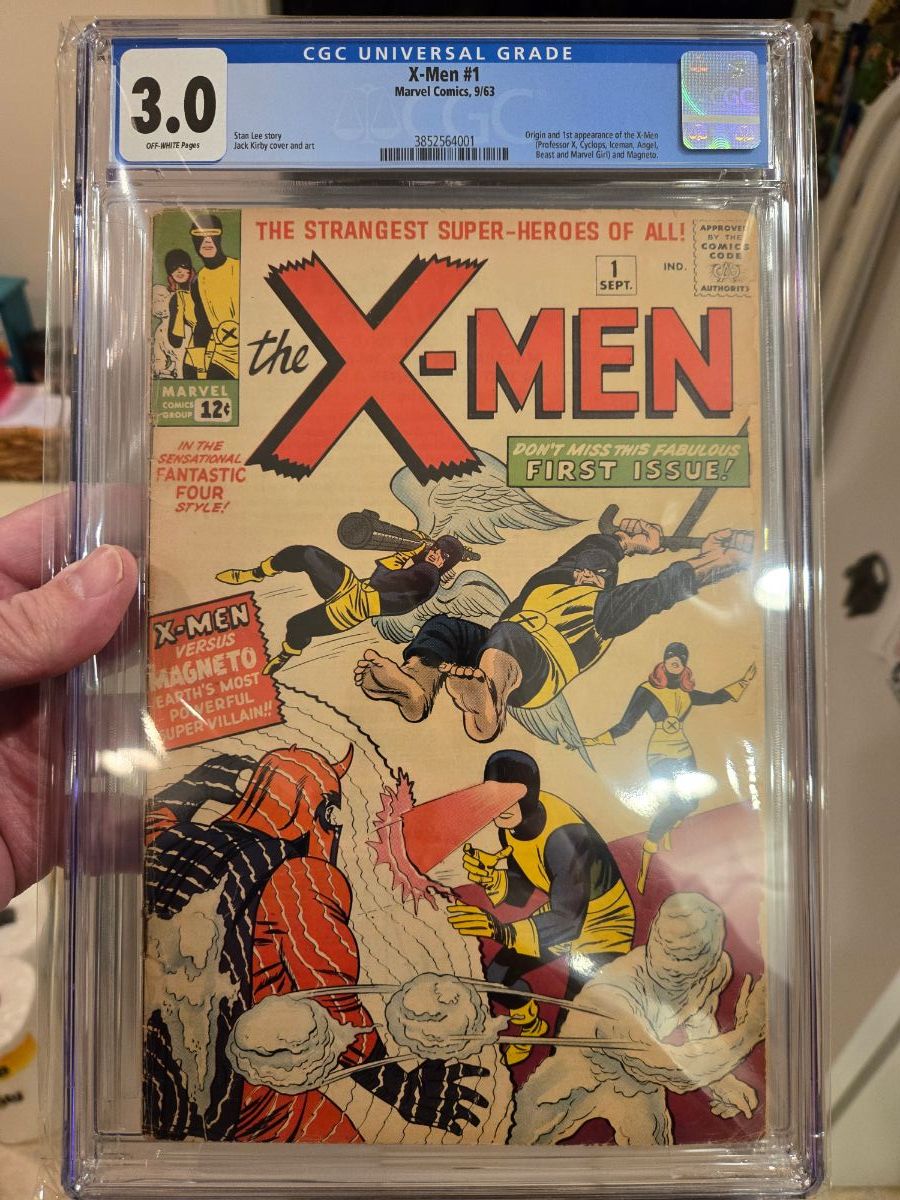 CGC UNIVERSAL GRADE
3.0
OFF-WHITE Pages
X-Men #1
Marvel Comics, 9/63
Stan Lee story
Jack Kirby cover and art
3852564001
Origin and 1st appearance of the X-Men
(Professor X, Cyclops, Iceman, Angel,
Beast and Marvel Girl) and Magneto.
CGC
CGC
THE STRANGEST SUPER-HEROES OF ALL!
APPROVED
BY THE
COMICS
CODE
AUTHORITY
1
SEPT.
IND.
the X-MEN
MARVEL
COMICS
GROUP
12¢
IN THE
SENSATIONAL
FANTASTIC
FOUR
STYLE!
DON'T MISS THIS FABULOUS
FIRST ISSUE!
X-MEN
VERSUS
MAGNETO
EARTH'S MOST
POWERFUL
SUPER-VILLAIN!!
X
X
X